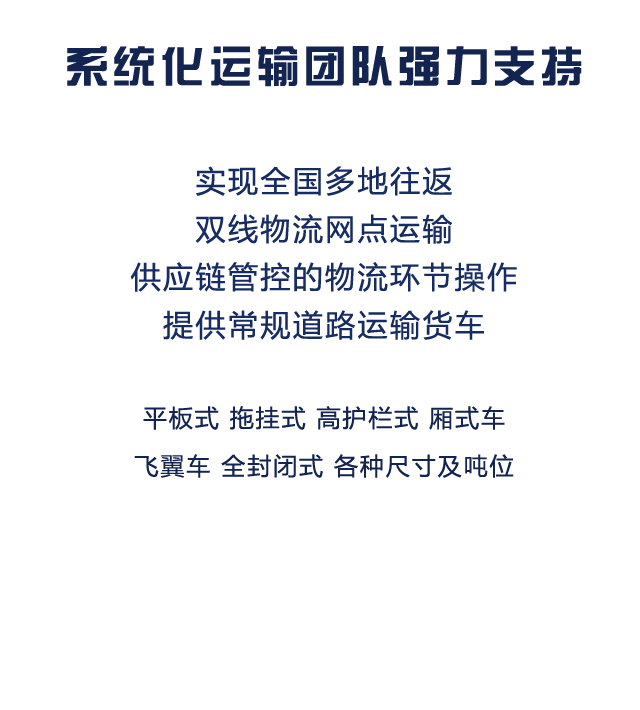 系统化运输团队强力支持
实现全国多地往返
双线物流网点运输
供应链管控的物流环节操作
提供常规道路运输货车
平板式 拖挂式 高护栏式 厢式车
飞翼车 全封闭式 各种尺寸及吨位